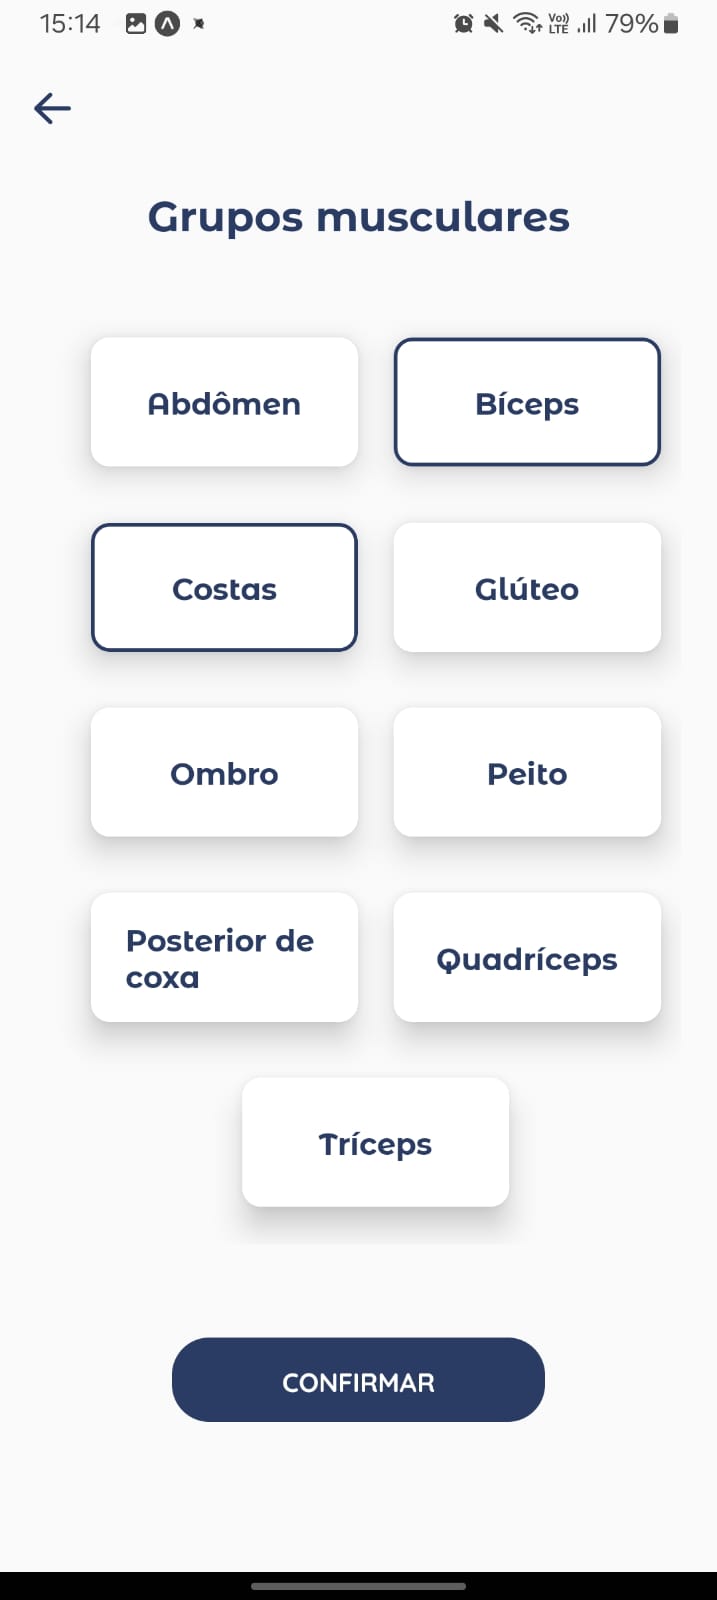 15:14
Vo))
LTE
79%
Grupos musculares
Abdômen
Bíceps
Costas
Glúteo
Ombro
Peito
Posterior de
coxa
Quadríceps
Tríceps
CONFIRMAR